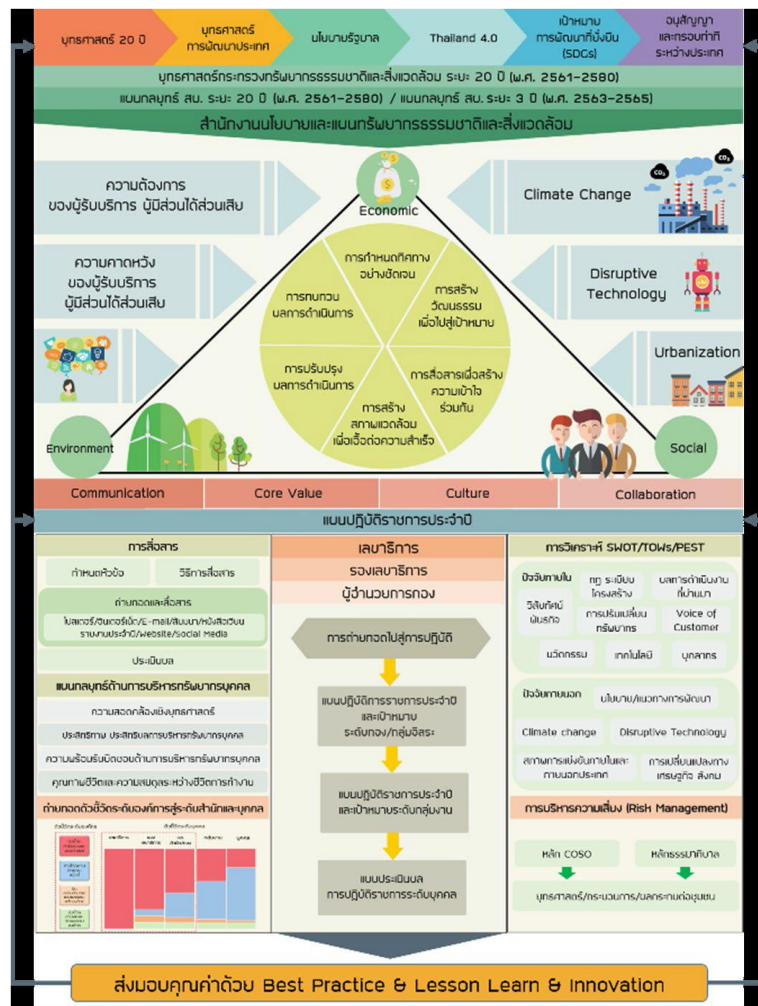 ยุทธศาสตร์ 20 ปี
ยุทธศาสตร์
การพัฒนาประเทศ
นโยบายรัฐบาล
Thailand 4.0
เป้าหมาย
การพัฒนาที่ยั่งยืน
(SDGs)
อนุสัญญา
และกรอบท่าที
ระหว่างประเทศ
ยุทธศาสตร์กระทรวงทรัพยากรธรรมชาติและสิ่งแวดล้อม ระยะ 20 ปี (พ.ศ. 2561-2580)
แผนกลยุทธ์ สผ. ระยะ 20 ปี (พ.ศ. 2561-2580) / แผนกลยุทธ์ สผ. ระยะ 3 ปี (พ.ศ. 2563-2565)
สำนักงานนโยบายและแผนทรัพยากรธรรมชาติและสิ่งแวดล้อม
ความต้องการ
ของผู้รับบริการ ผู้มีส่วนได้ส่วนเสีย
Economic
Climate Change
CO₂
CO₂
ความคาดหวัง
ของผู้รับบริการ
ผู้มีส่วนได้ส่วนเสีย
Disruptive
Technology
Urbanization
การกำหนดทิศทาง
อย่างชัดเจน
การสร้าง
วัฒนธรรม
เพื่อไปสู่เป้าหมาย
การสื่อสารเพื่อสร้าง
ความเข้าใจ
ร่วมกัน
การสร้าง
สภาพแวดล้อม
เพื่อเอื้อต่อความสำเร็จ
การปรับปรุง
ผลการดำเนินการ
การทบทวน
ผลการดำเนินการ
Environment
Social
Communication
Core Value
Culture
Collaboration
แผนปฏิบัติราชการประจำปี
การสื่อสาร
กำหนดหัวข้อ
วิธีการสื่อสาร
ถ่ายทอดและสื่อสาร
โปสเตอร์/อินเตอร์เน็ต/E-mail/สัมมนา/หนังสือเวียน
รายงานประจำปี/Website/Social Media
ประเมินผล
แผนกลยุทธ์ด้านการบริหารทรัพยากรบุคคล
ความสอดคล้องเชิงยุทธศาสตร์
ประสิทธิภาพ ประสิทธิผลการบริหารทรัพยากรบุคคล
ความพร้อมรับผิดชอบด้านการบริหารทรัพยากรบุคคล
คุณภาพชีวิตและความสมดุลระหว่างชีวิตการทำงาน
ถ่ายทอดตัวชี้วัดระดับองค์การสู่ระดับสำนักและบุคคล
เลขาธิการ
รองเลขาธิการ
ผู้อำนวยการกอง
การถ่ายทอดไปสู่การปฏิบัติ
แผนปฏิบัติการราชการประจำปี
และเป้าหมาย
ระดับกอง/กลุ่มอิสระ
แผนปฏิบัติราชการประจำปี
และเป้าหมายระดับกลุ่มงาน
แบบประเมินผล
การปฏิบัติราชการระดับบุคคล
การวิเคราะห์ SWOT/TOWs/PEST
ปัจจัยภายใน
กฎ ระเบียบ
โครงสร้าง
ผลการดำเนินงาน
ที่ผ่านมา
วิสัยทัศน์
พันธกิจ
การปรับเปลี่ยน
ทรัพยากร
Voice of
Customer
นวัตกรรม
เทคโนโลยี
บุคลากร
ปัจจัยภายนอก
นโยบาย/แนวทางการพัฒนา
Climate change
Disruptive Technology
สภาพการแข่งขันภายในและ
ภายนอกประเทศ
การเปลี่ยนแปลงทาง
เศรษฐกิจ สังคม
การบริหารความเสี่ยง (Risk Management)
หลัก COSO
หลักธรรมาภิบาล
ยุทธศาสตร์/กระบวนการ/ผลกระทบต่อชุมชน
ส่งมอบคุณค่าด้วย Best Practice & Lesson Learn & Innovation